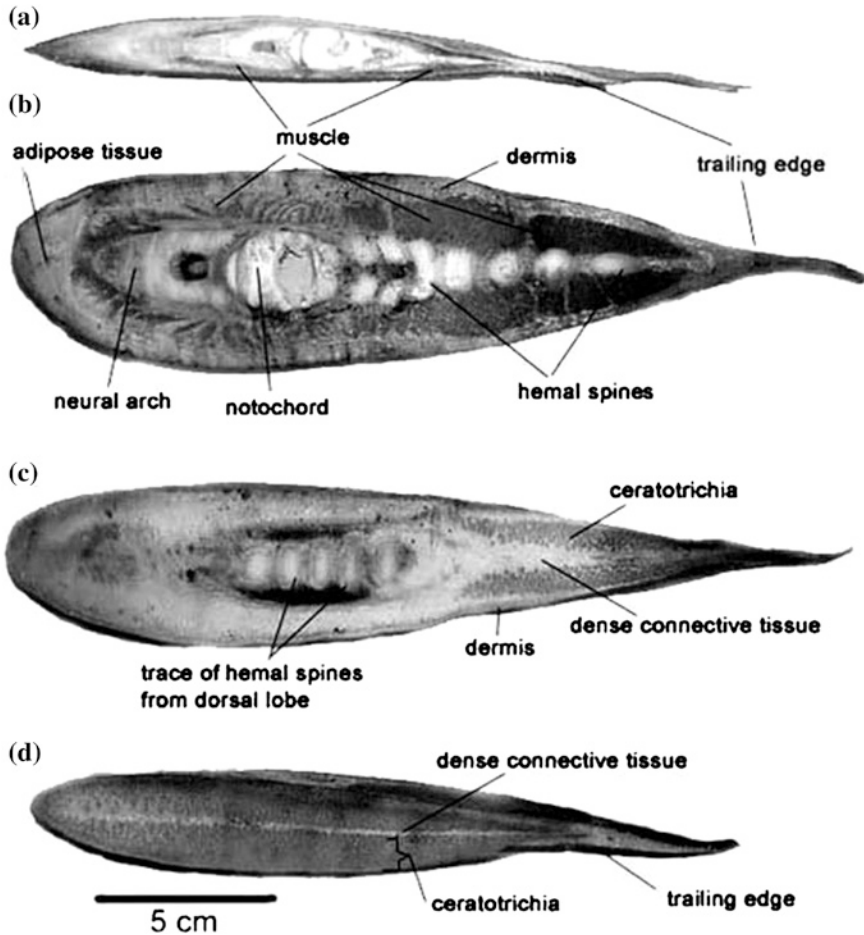 (a)
muscle
(b)
adipose tissue
dermis
trailing edge
neural arch
notochord
hemal spines
(c)
ceratotrichia
dense connective tissue
dermis
trace of hemal spines
from dorsal lobe
(d)
dense connective tissue
ceratotrichia
trailing edge
5 cm